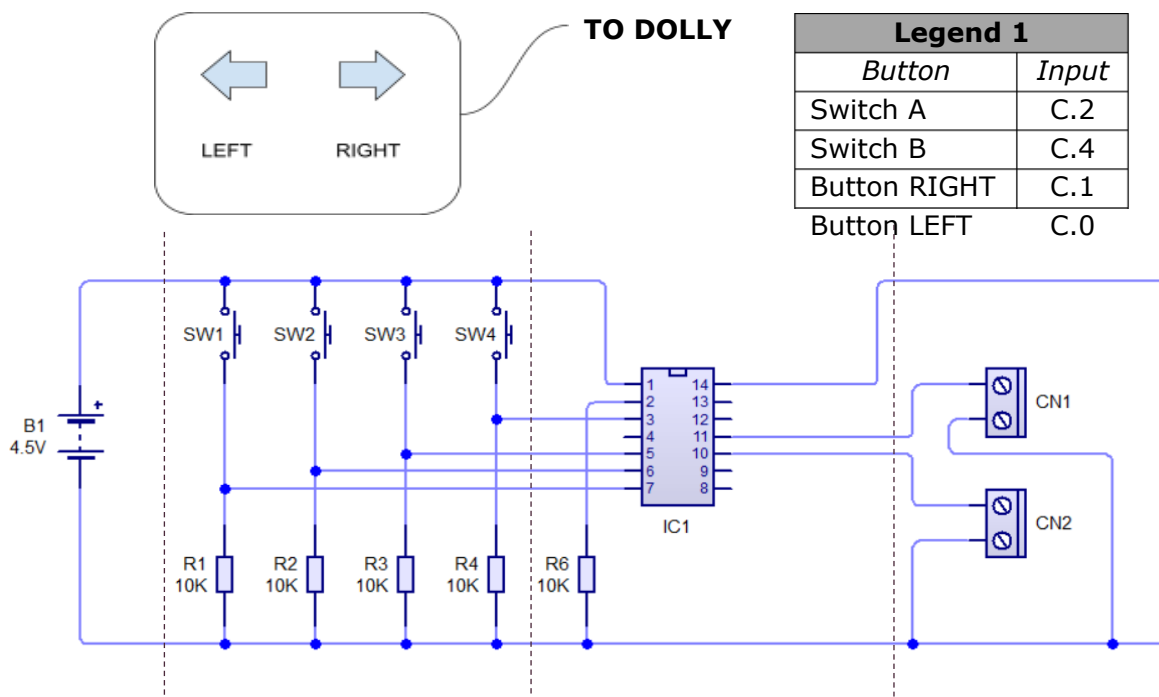 TO DOLLY
LEFT RIGHT
Legend 1
Button Input
Switch A C.2
Switch B C.4
Button RIGHT C.1
Button LEFT C.0
SW1 SW2 SW3 SW4
B1
4.5V
+
1 14
2 13
3 12
4 11
5 10
6 9
7 8
IC1
CN1
CN2
R1
10K
R2
10K
R3
10K
R4
10K
R6
10K